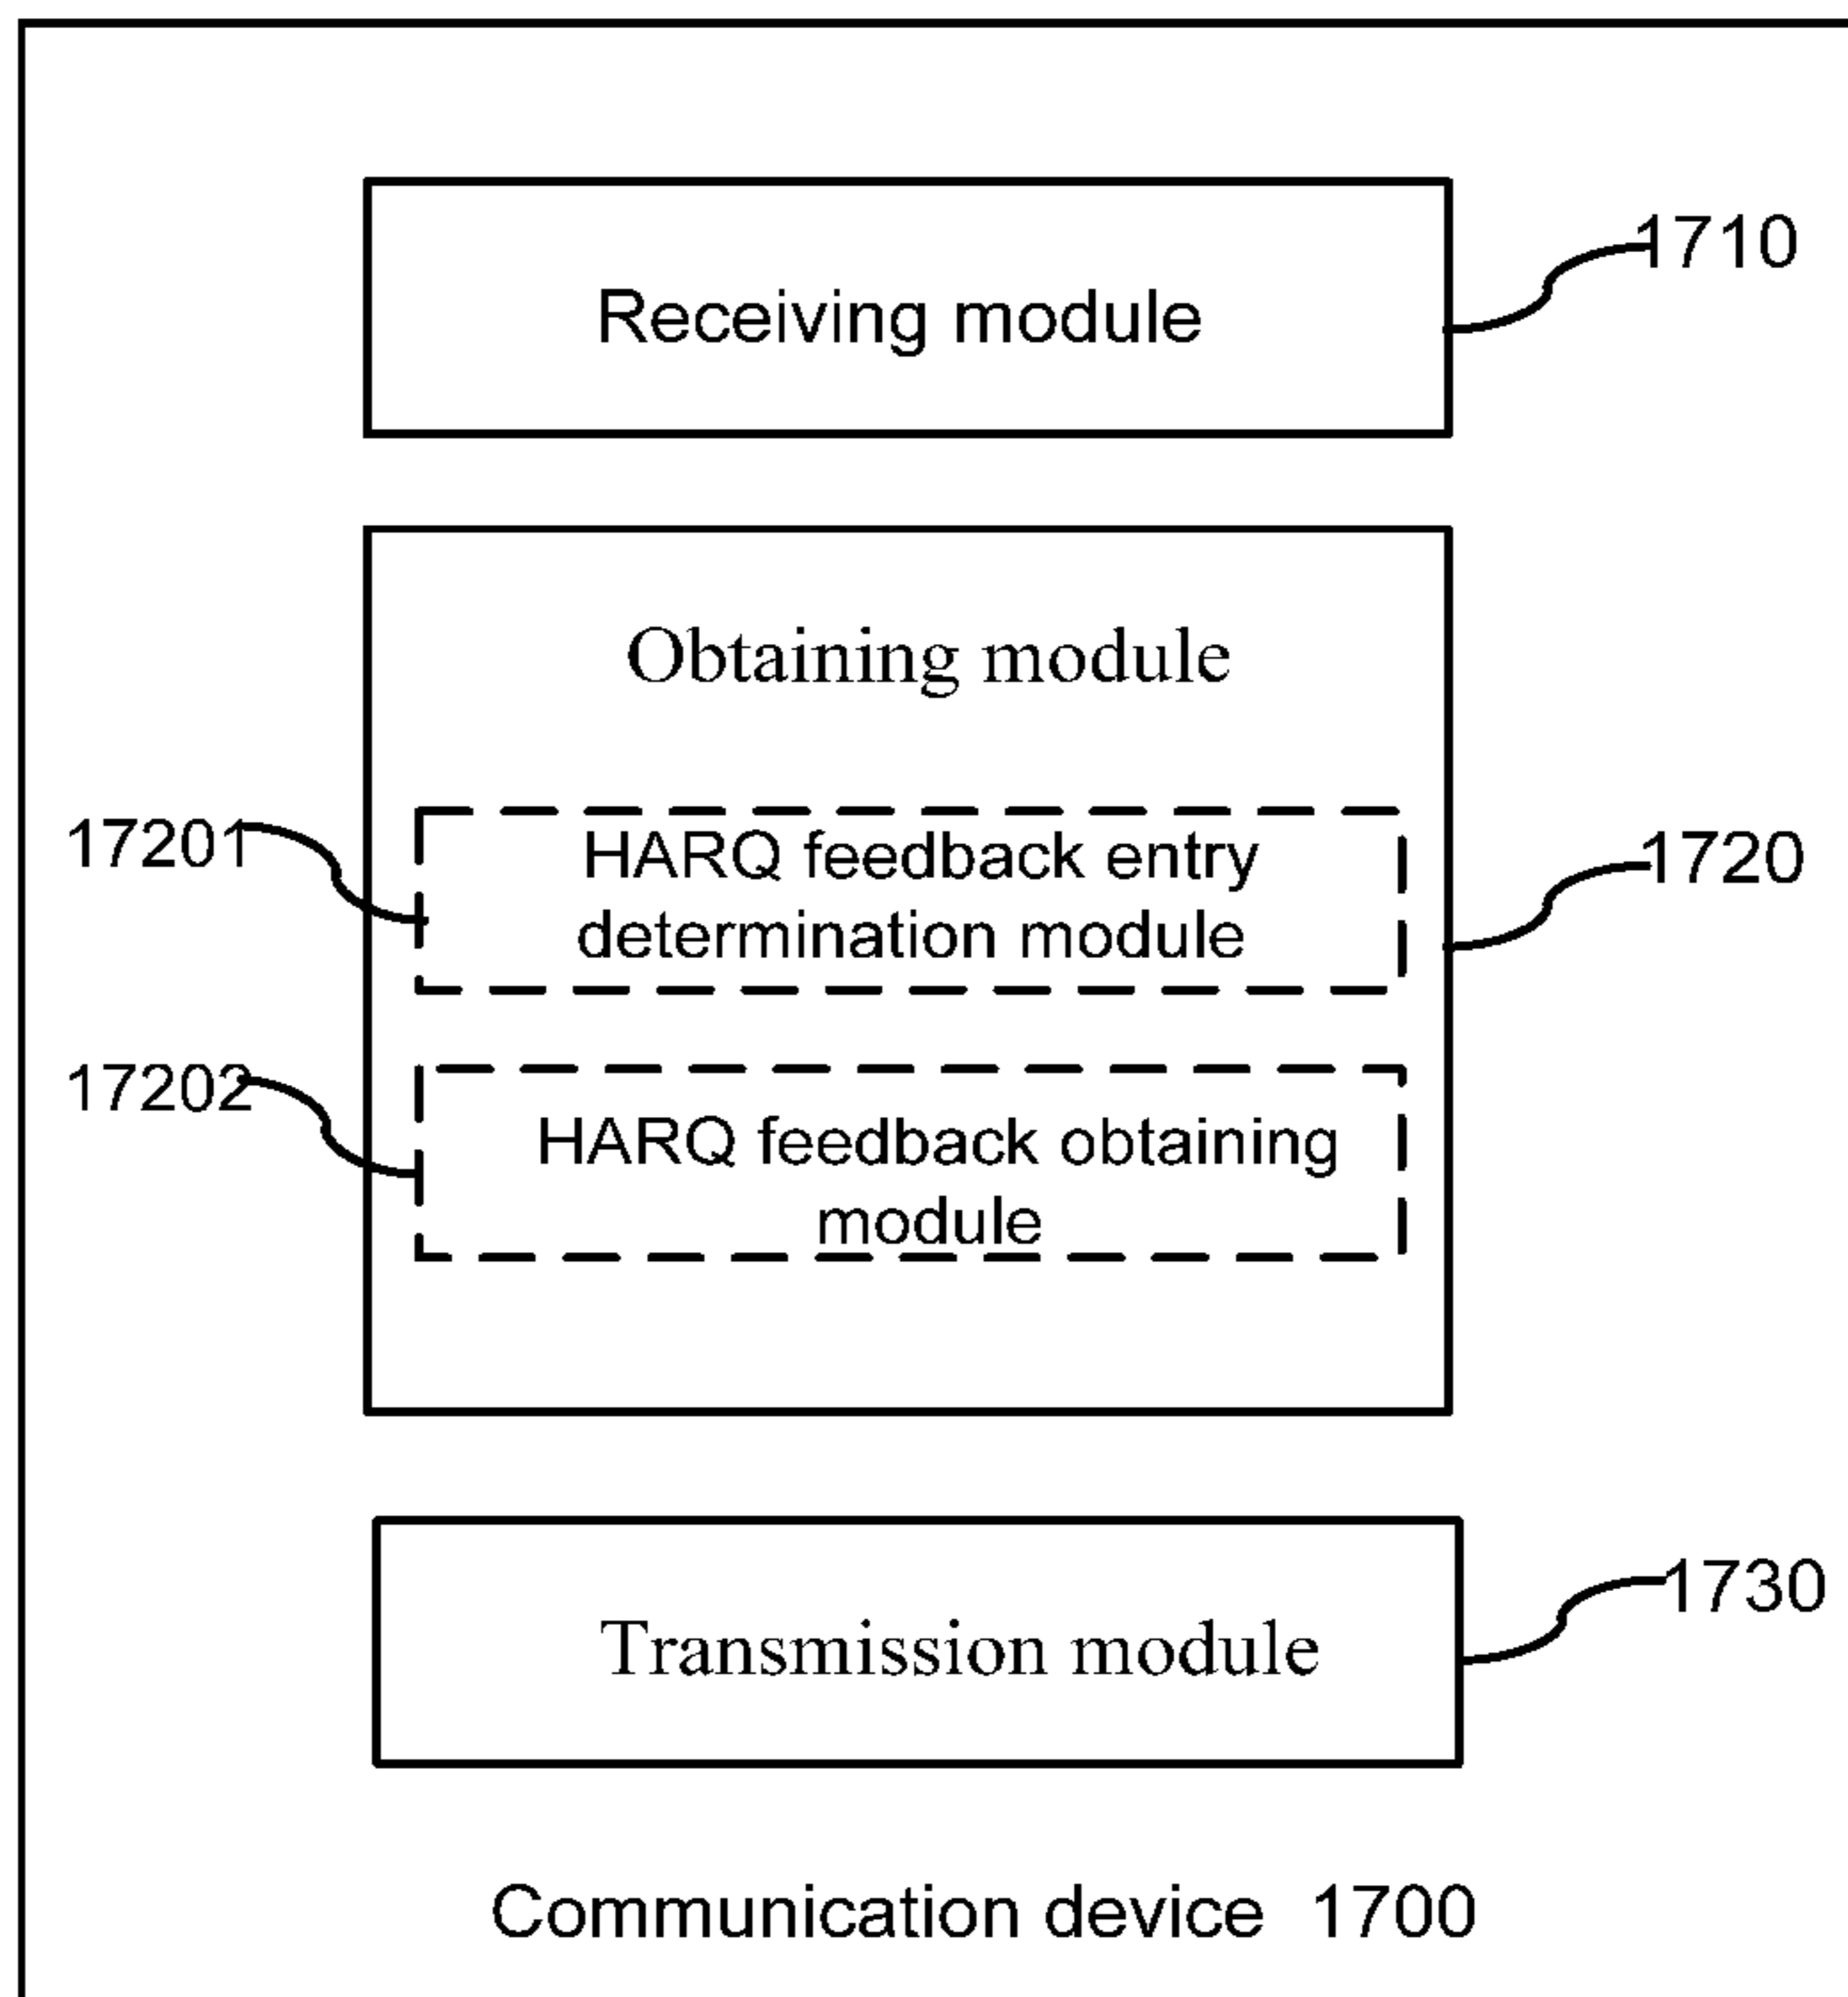 Receiving module
1710
Obtaining module
17201
HARQ feedback entry
determination module
1720
17202
HARQ feedback obtaining
module
Transmission module
1730
Communication device 1700